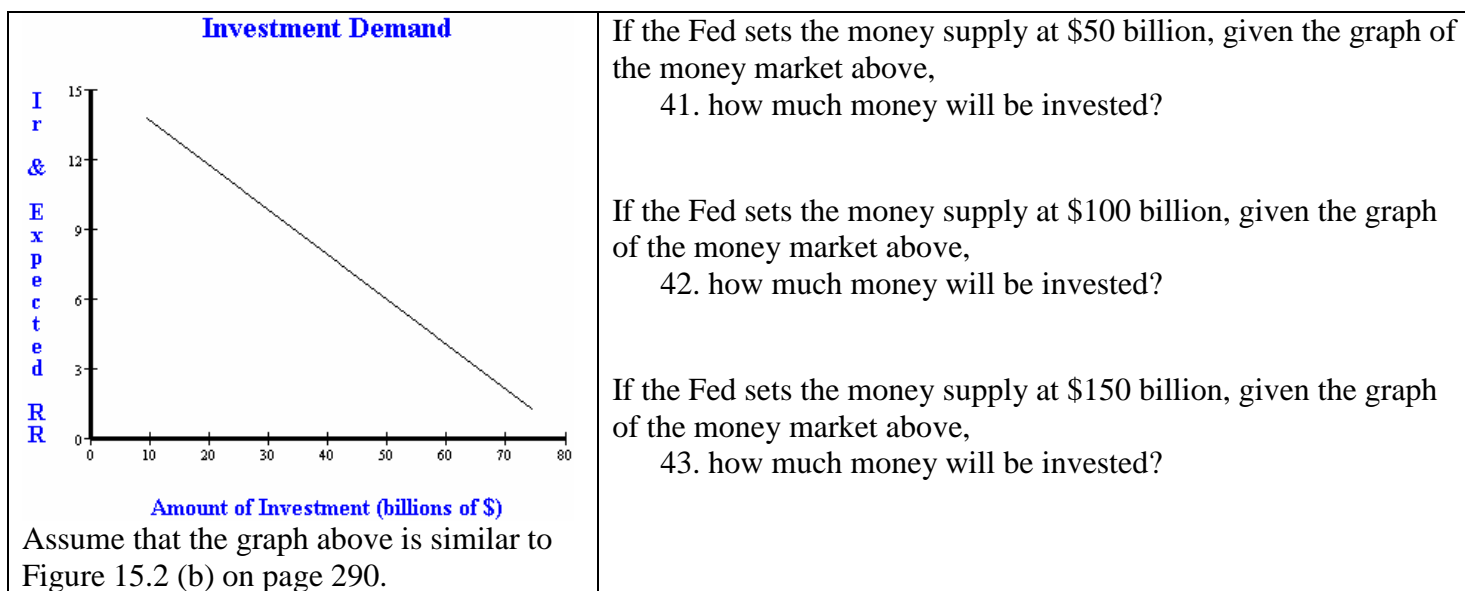 Investment Demand
Ir & Expected RR
15
12
9
6
3
0
0 10 20 30 40 50 60 70 80
Amount of Investment (billions of $)
Assume that the graph above is similar to
Figure 15.2 (b) on page 290.
If the Fed sets the money supply at $50 billion, given the graph of
the money market above,
41. how much money will be invested?
If the Fed sets the money supply at $100 billion, given the graph
of the money market above,
42. how much money will be invested?
If the Fed sets the money supply at $150 billion, given the graph
of the money market above,
43. how much money will be invested?